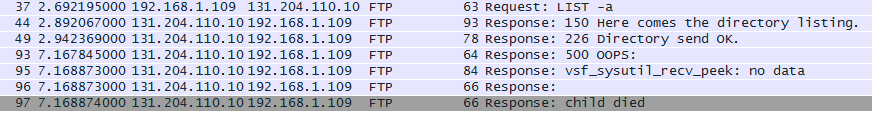 37 2.692195000 192.168.1.109 131.204.110.10 FTP 63 Request: LIST -a
44 2.892067000 131.204.110.10 192.168.1.109 FTP 93 Response: 150 Here comes the directory listing.
49 2.942369000 131.204.110.10 192.168.1.109 FTP 78 Response: 226 Directory send OK.
93 7.167845000 131.204.110.10 192.168.1.109 FTP 64 Response: 500 OOPS:
95 7.168873000 131.204.110.10 192.168.1.109 FTP 84 Response: vsf_sysutil_recv_peek: no data
96 7.168873000 131.204.110.10 192.168.1.109 FTP 66 Response:
97 7.168874000 131.204.110.10 192.168.1.109 FTP 66 Response: child died